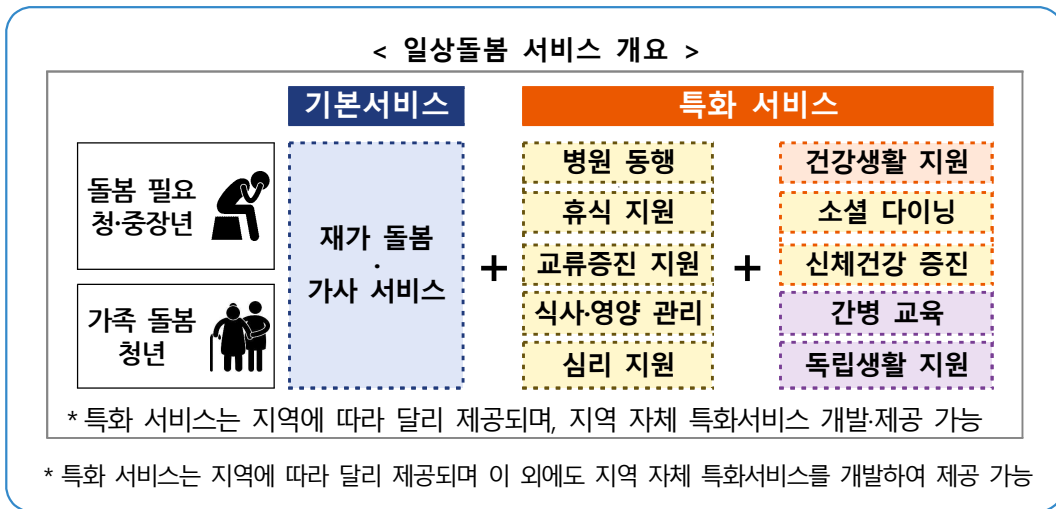 < 일상돌봄 서비스 개요 >
기본서비스
특화 서비스
돌봄 필요
청·중장년
가족 돌봄
청년
재가 돌봄
·
가사 서비스
+
병원 동행
휴식 지원
교류증진 지원
식사·영양 관리
심리 지원
+
건강생활 지원
소셜 다이닝
신체건강 증진
간병 교육
독립생활 지원
* 특화 서비스는 지역에 따라 달리 제공되며, 지역 자체 특화서비스 개발·제공 가능
* 특화 서비스는 지역에 따라 달리 제공되며 이 외에도 지역 자체 특화서비스를 개발하여 제공 가능